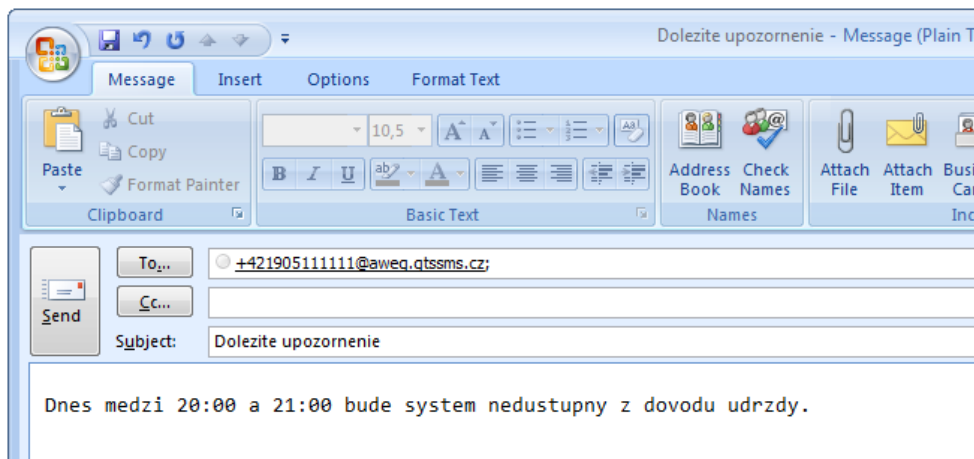 Dolezite upozornenie - Message (Plain T
Message Insert Options Format Text
Cut
Copy
Format Painter
Paste
10,5
Address Book
Check Names
Attach File
Attach Item
Busi
Car
Clipboard
Basic Text
Names
Inc
To...
+421905111111@aweg.gtssms.cz;
Cc...
Send
Subject: Dolezite upozornenie
Dnes medzi 20:00 a 21:00 bude system nedustupny z dovodu udrzdy.